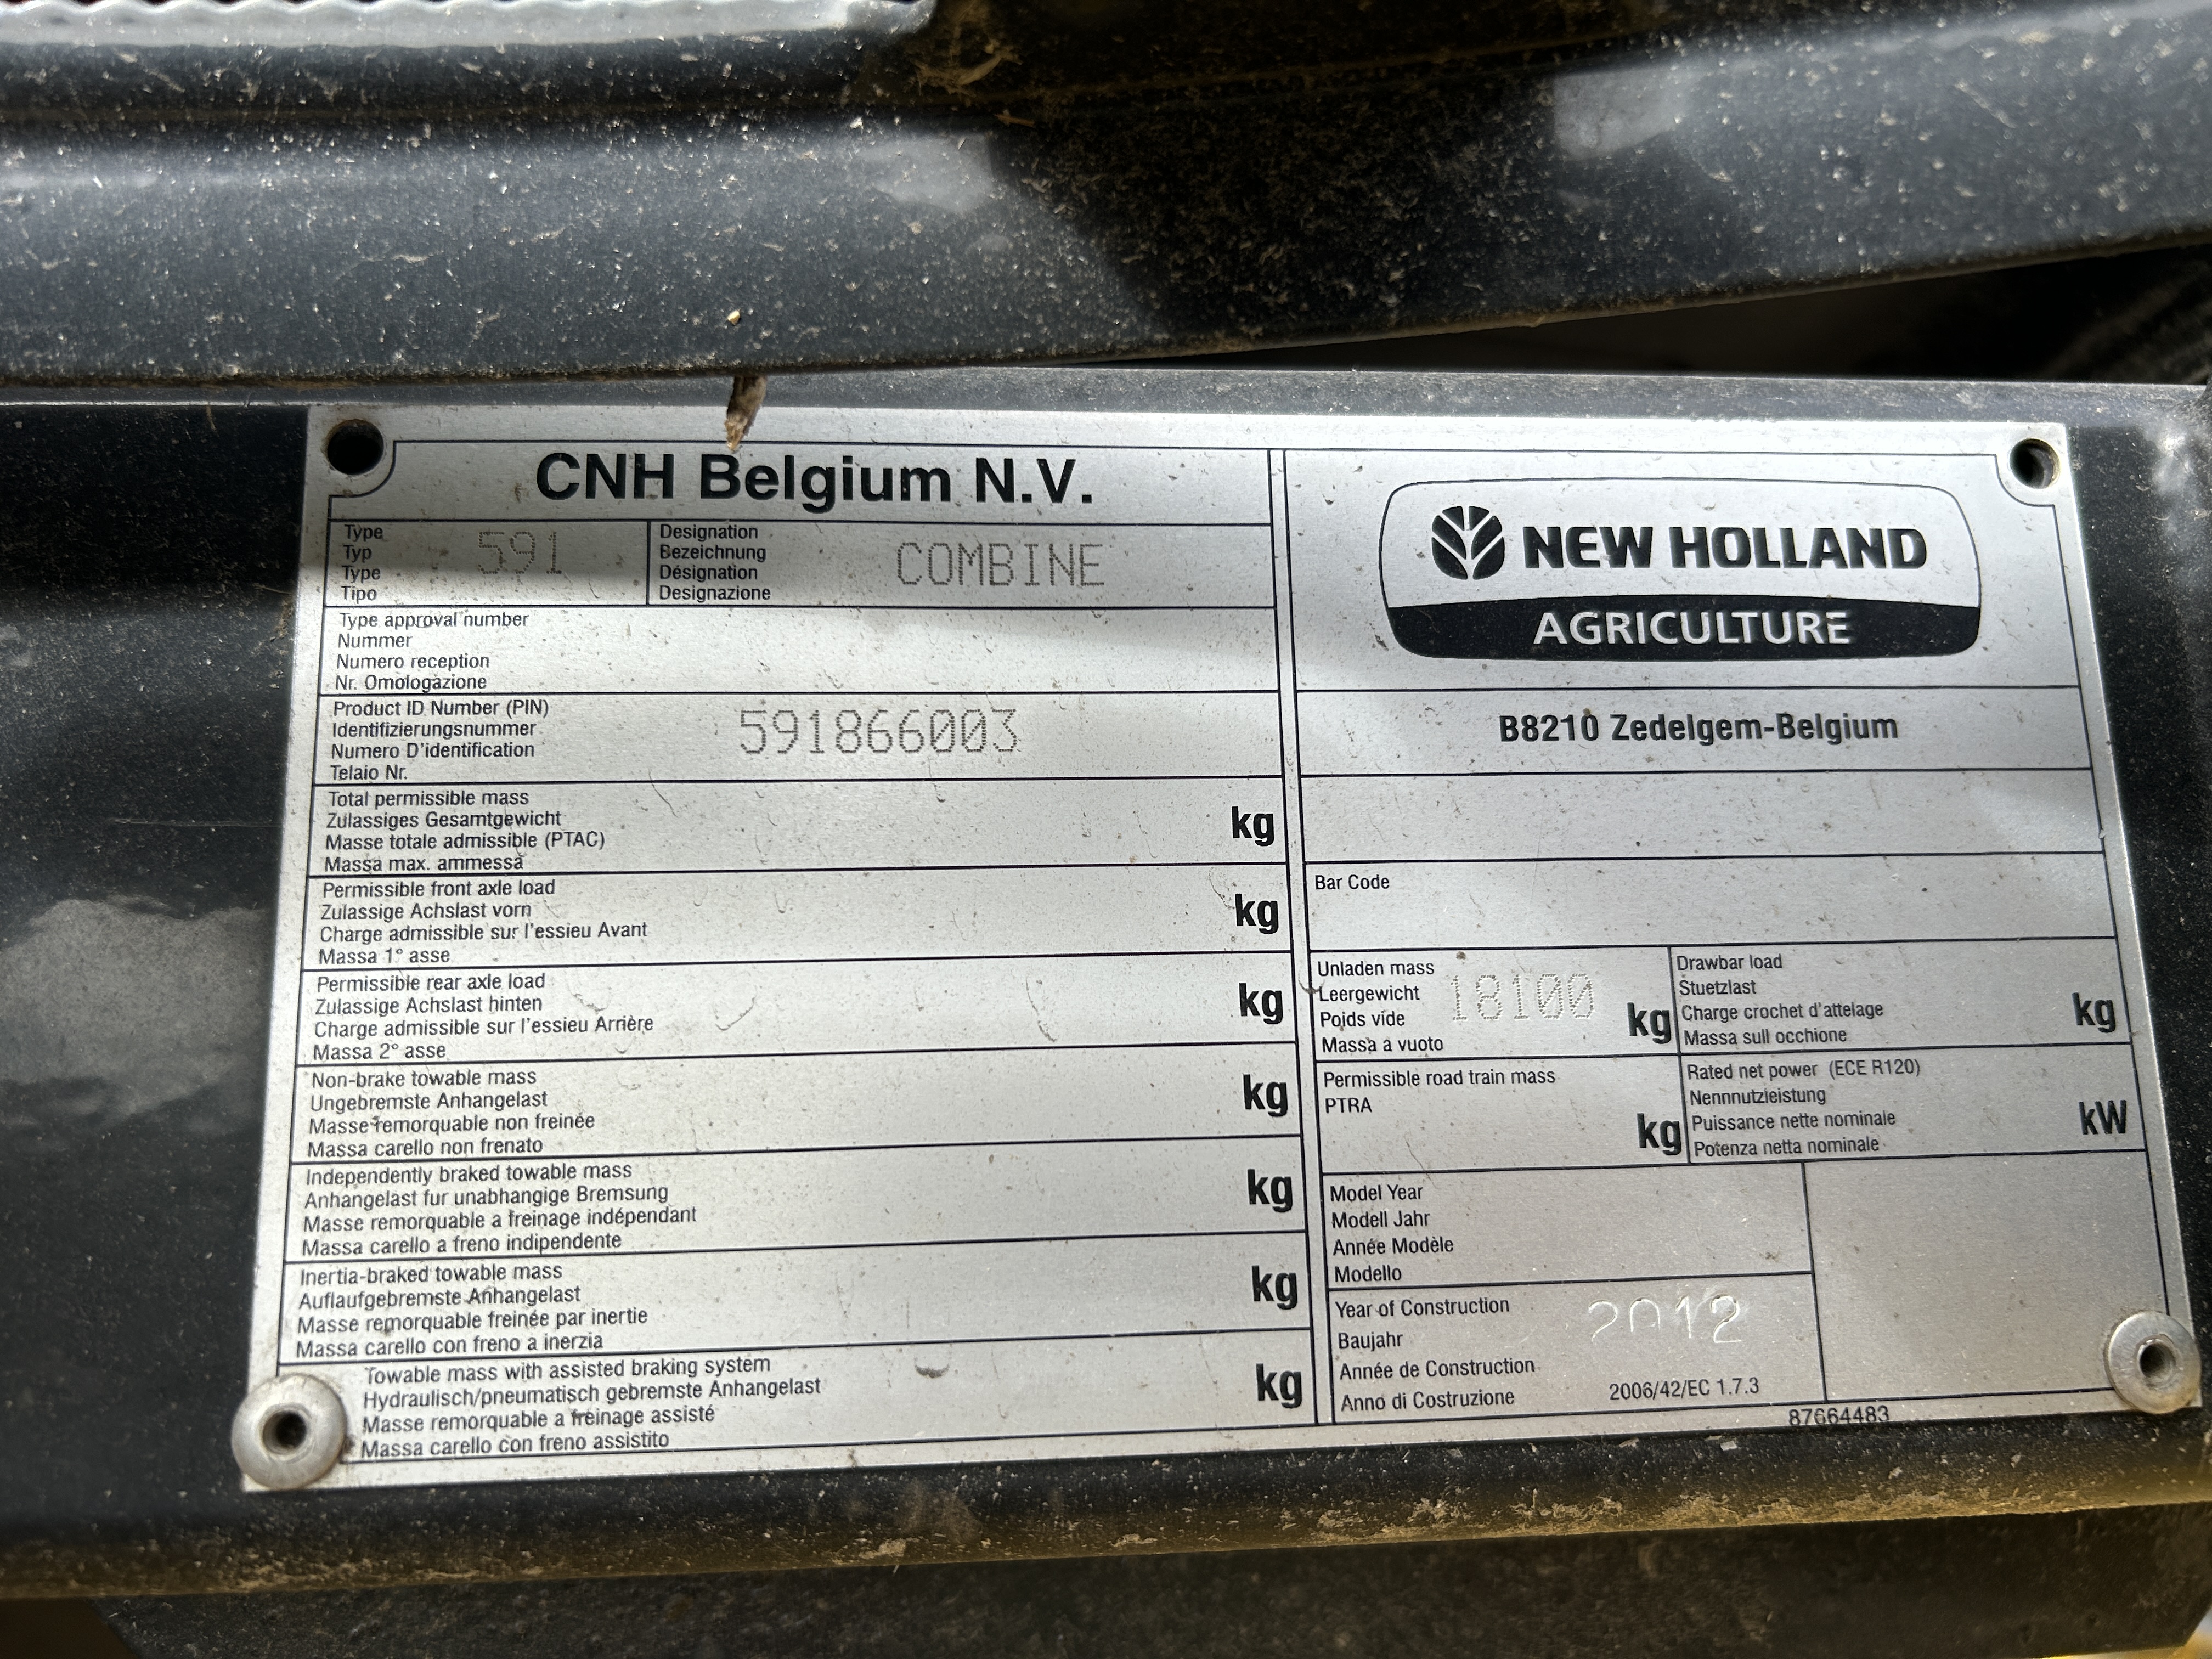 CNH Belgium N.V.
Type
Typ
Type
Tipo
591
Designation
Bezeichnung
Désignation
Designazione
COMBINE
Type approval number
Nummer
Numero reception
Nr. Omologazione
Product ID Number (PIN)
Identifizierungsnummer
Numero D'identification
Telaio Nr.
591866003
Total permissible mass
Zulassiges Gesamtgewicht
Masse totale admissible (PTAC)
Massa max. ammessa
kg
Permissible front axle load
Zulassige Achslast vorn
Charge admissible sur l'essieu Avant
Massa 1° asse
kg
Permissible rear axle load
Zulassige Achslast hinten
Charge admissible sur l'essieu Arrière
Massa 2° asse
kg
Non-brake towable mass
Ungebremste Anhangelast
Masse remorquable non freinée
Massa carello non frenato
kg
Independently braked towable mass
Anhangelast fur unabhangige Bremsung
Masse remorquable a freinage indépendant
Massa carello a freno indipendente
kg
Inertia-braked towable mass
Auflaufgebremste Anhangelast
Masse remorquable freinée par inertie
Massa carello con freno a inerzia
kg
Towable mass with assisted braking system
Hydraulisch/pneumatisch gebremste Anhangelast
Masse remorquable a freinage assisté
Massa carello con freno assistito
kg
NEW HOLLAND
AGRICULTURE
B8210 Zedelgem-Belgium
Bar Code
Unladen mass
Leergewicht
Poids vide
Massa a vuoto
18100
kg
Drawbar load
Stuetzlast
Charge crochet d'attelage
Massa sull occhione
kg
Permissible road train mass
PTRA
kg
Rated net power (ECE R120)
Nennnutzleistung
Puissance nette nominale
Potenza netta nominale
kW
Model Year
Modell Jahr
Année Modèle
Modello
Year of Construction
Baujahr
Année de Construction
Anno di Costruzione
2012
2006/42/EC 1.7.3
87664483